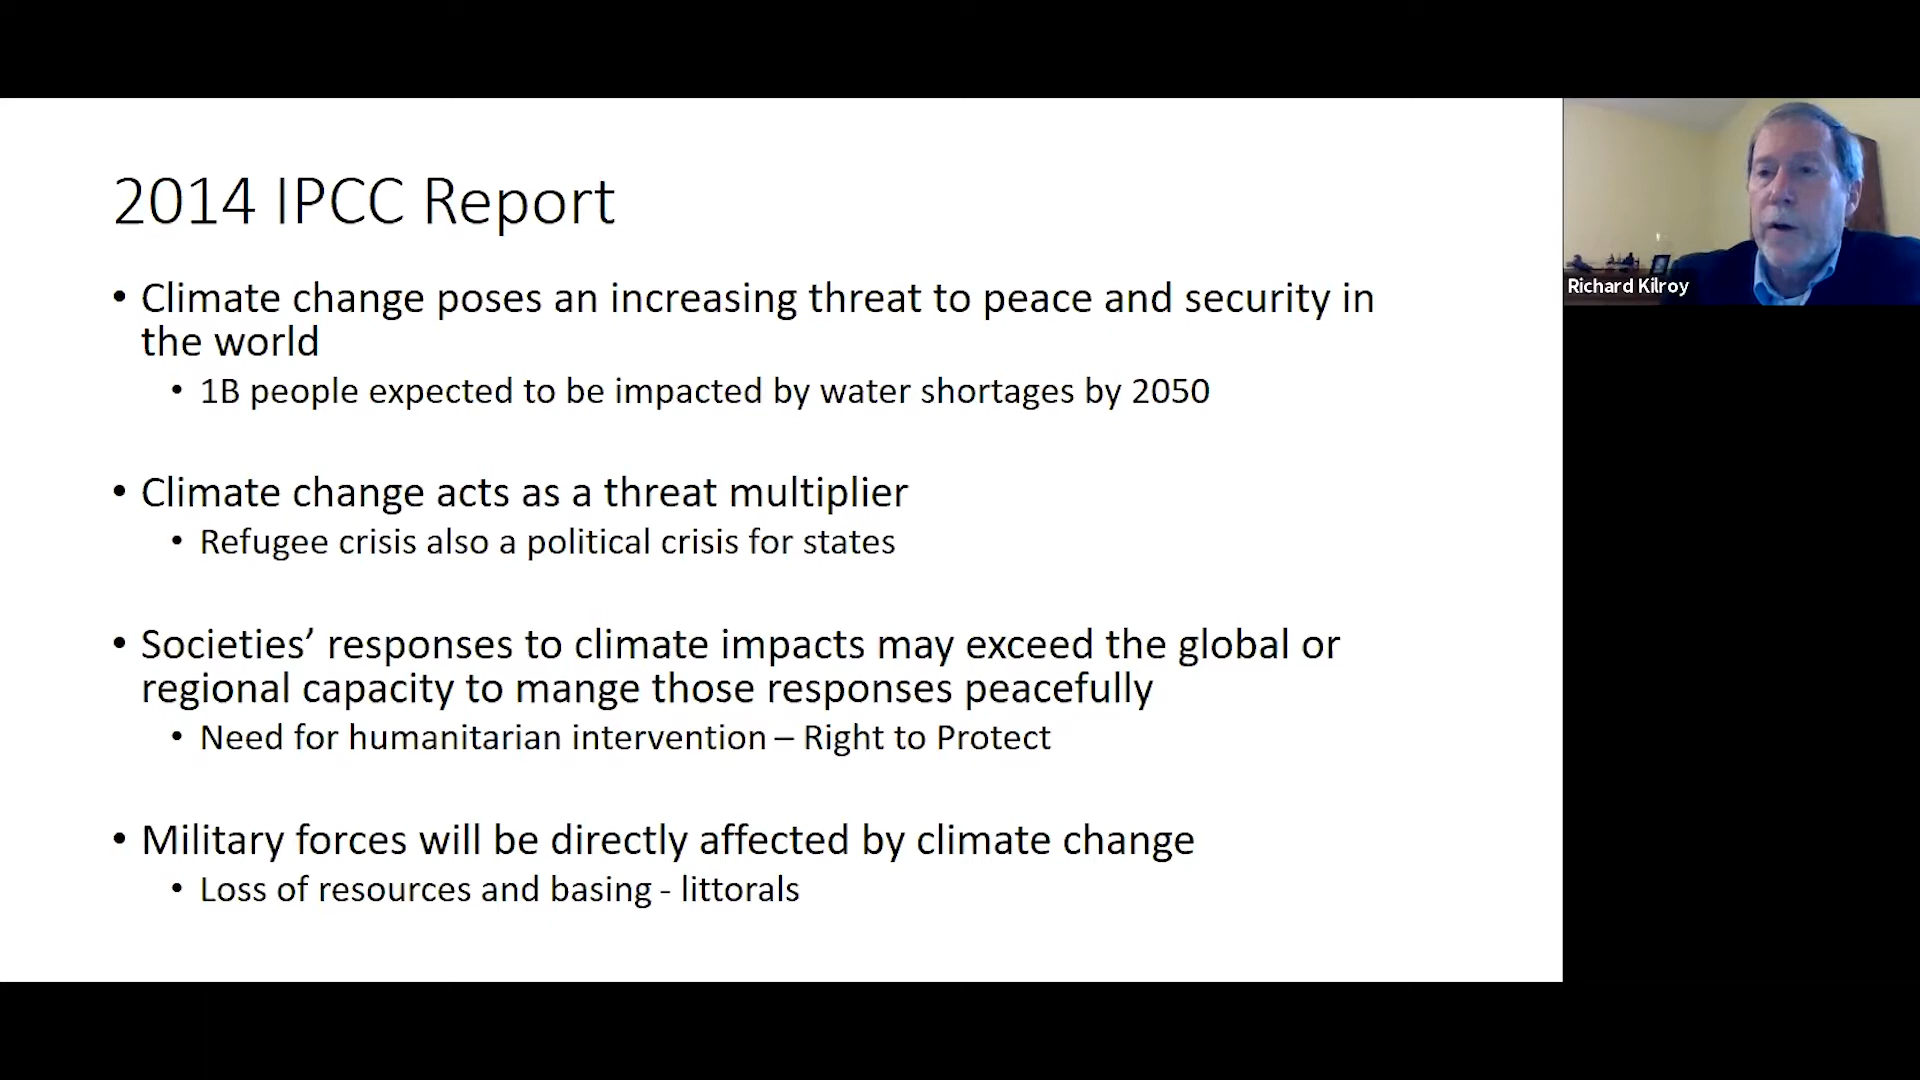 2014 IPCC Report
• Climate change poses an increasing threat to peace and security in
the world
• 1B people expected to be impacted by water shortages by 2050
• Climate change acts as a threat multiplier
• Refugee crisis also a political crisis for states
• Societies’ responses to climate impacts may exceed the global or
regional capacity to mange those responses peacefully
• Need for humanitarian intervention – Right to Protect
• Military forces will be directly affected by climate change
• Loss of resources and basing - littorals
Richard Kilroy